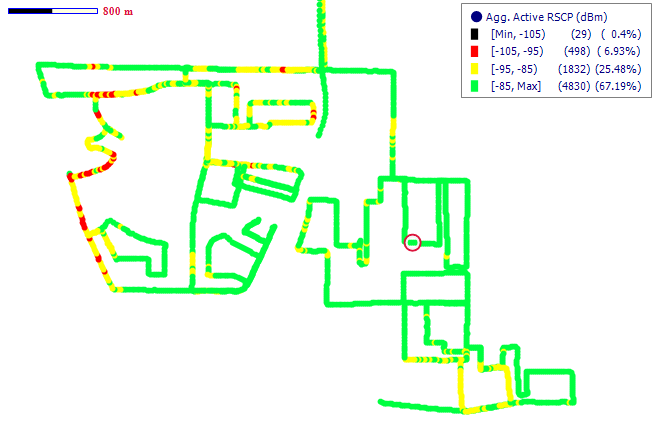 800 m
Agg. Active RSCP (dBm)
[Min, -105) (29) ( 0.4%)
[-105, -95) (498) ( 6.93%)
[-95, -85) (1832) (25.48%)
[-85, Max] (4830) (67.19%)